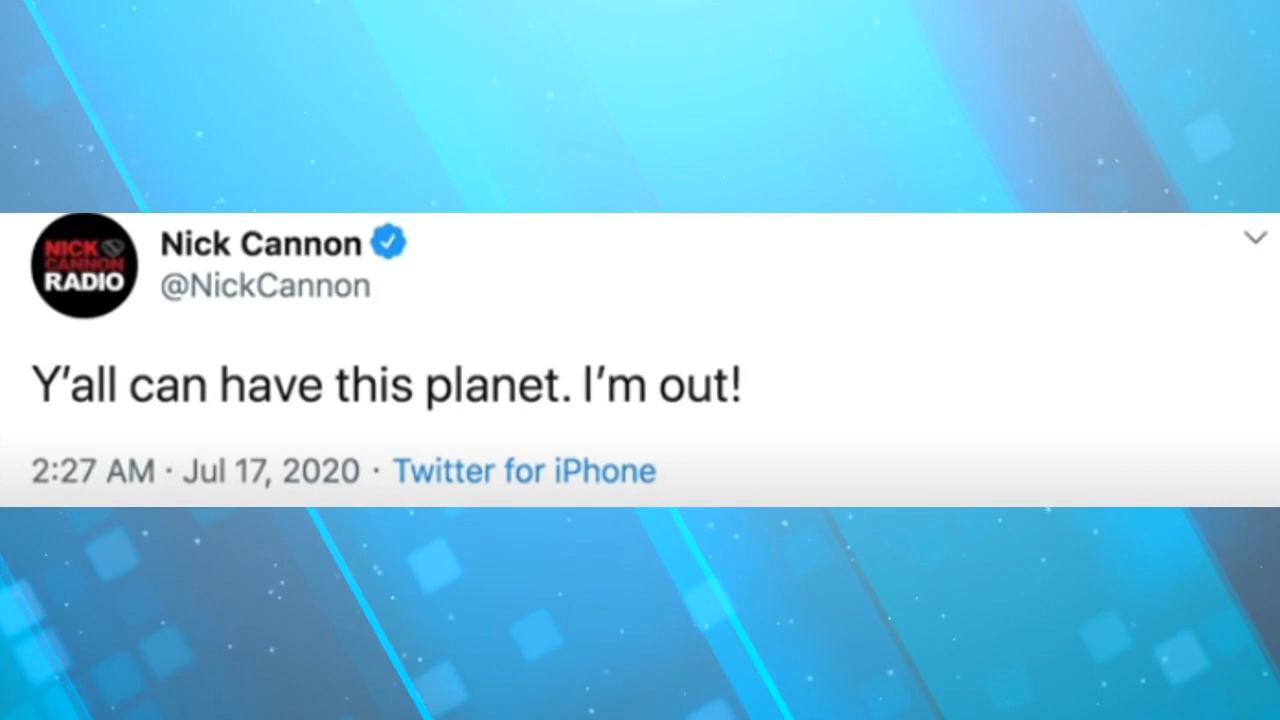 NICK
CANNON
RADIO
Nick Cannon
@NickCannon
Y'all can have this planet. I'm out!
2:27 AM · Jul 17, 2020 · Twitter for iPhone